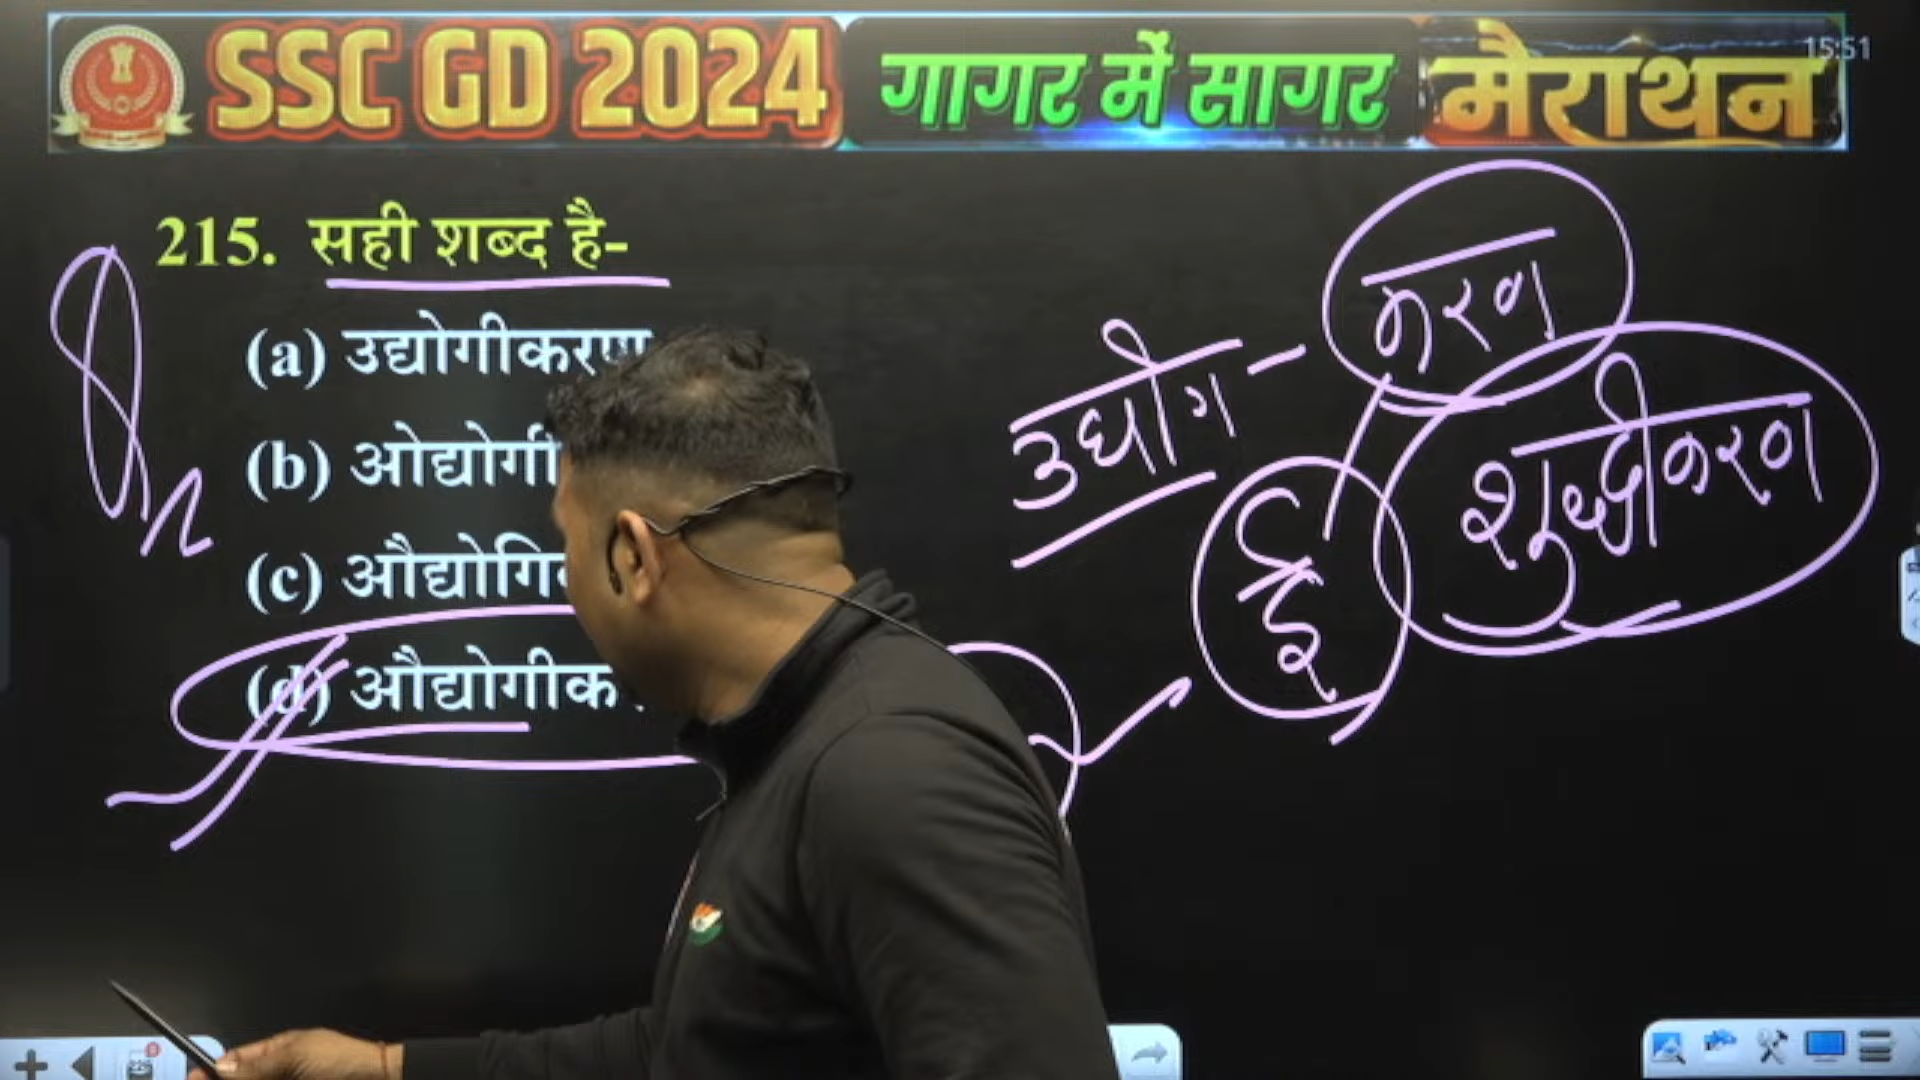 SSC GD 2024 गागर में सागर मैराथन
15:51
215. सही शब्द है-
(a) उद्योगीकरण
(b) ओद्योगी
(c) औद्योगि
(d) औद्योगीक
उद्योग - करण
ई
शुद्धीकरण